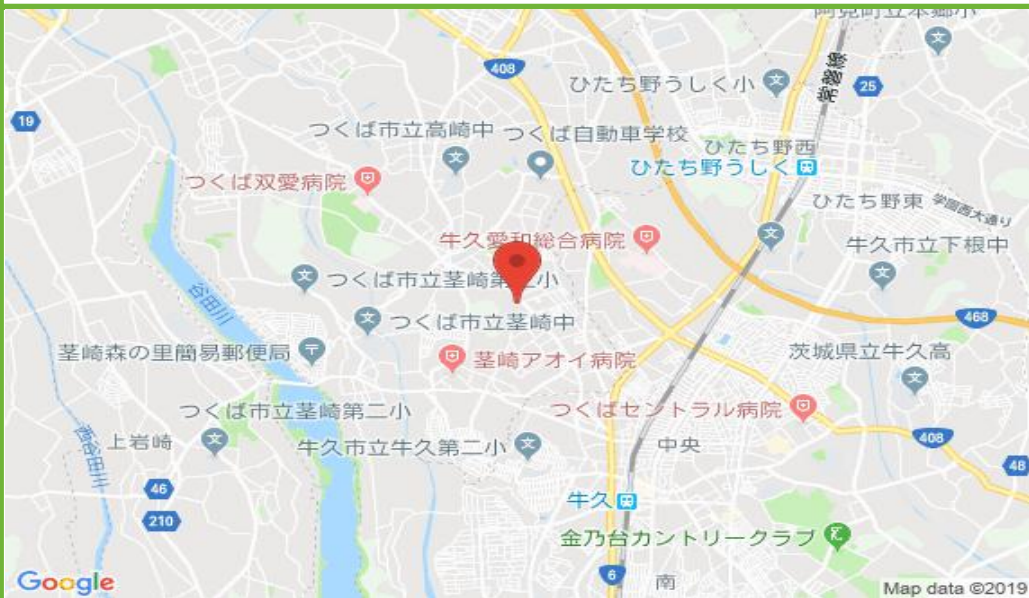 阿見町立本郷小
408
ひたち野うしく小
常磐線
25
19
つくば市立高崎中
つくば自動車学校
ひたち野西
ひたち野うしく
つくば双愛病院
ひたち野東
学園西大通り
牛久愛和総合病院
牛久市立下根中
つくば市立茎崎第三小
谷田川
つくば市立茎崎中
468
茎崎森の里簡易郵便局
茎崎アオイ病院
茨城県立牛久高
つくば市立茎崎第二小
つくばセントラル病院
上岩崎
牛久市立牛久第二小
中央
408
西谷田川
46
48
210
牛久
金乃台カントリークラブ
6
南
Google
Map data ©2019